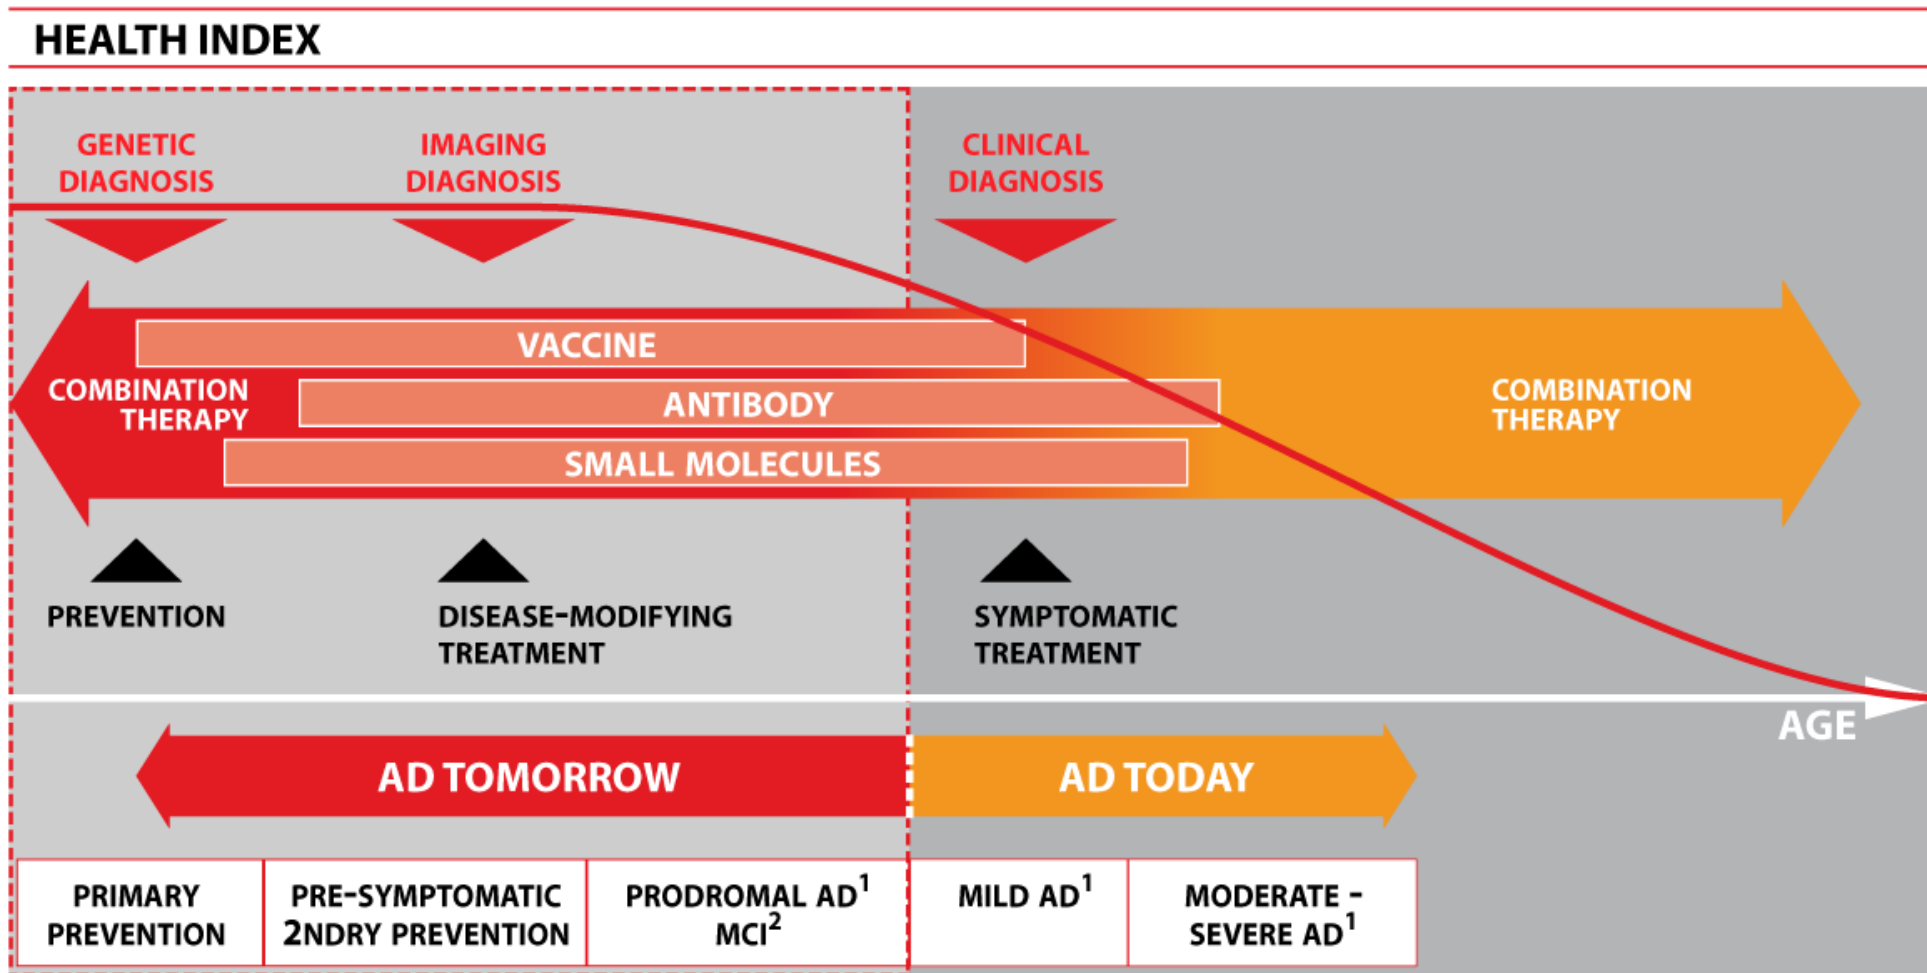 HEALTH INDEX
GENETIC
DIAGNOSIS
IMAGING
DIAGNOSIS
CLINICAL
DIAGNOSIS
VACCINE
COMBINATION
THERAPY
ANTIBODY
COMBINATION
THERAPY
SMALL MOLECULES
PREVENTION
DISEASE-MODIFYING
TREATMENT
SYMPTOMATIC
TREATMENT
AGE
AD TOMORROW
AD TODAY
PRIMARY
PREVENTION
PRE-SYMPTOMATIC
2NDRY PREVENTION
PRODROMAL AD¹
MCI²
MILD AD¹
MODERATE -
SEVERE AD¹